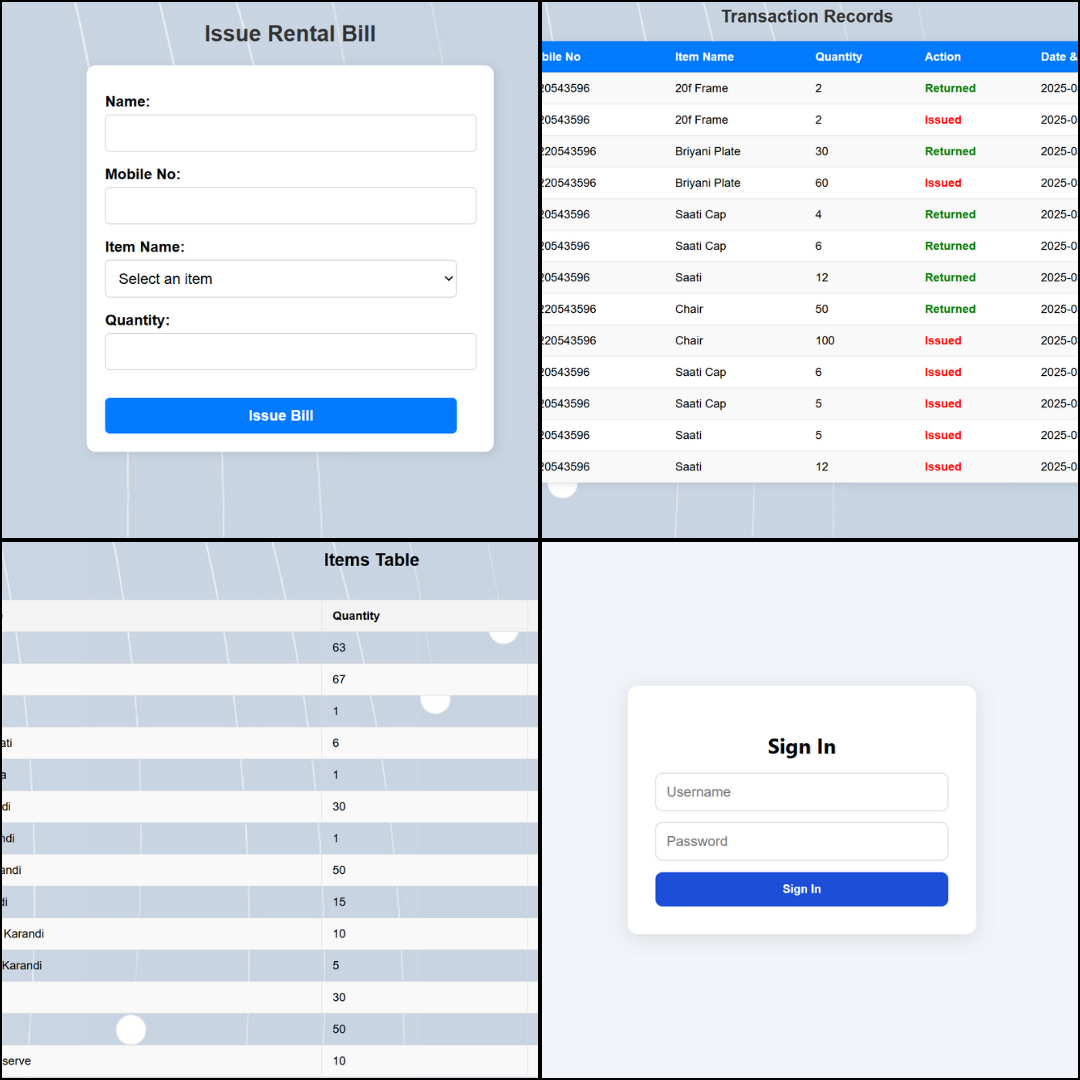 Issue Rental Bill
Name:
Mobile No:
Item Name:
Select an item
Quantity:
Issue Bill
Transaction Records
bile No Item Name Quantity Action Date &
20543596 20f Frame 2 Returned 2025-0
20543596 20f Frame 2 Issued 2025-0
220543596 Briyani Plate 30 Returned 2025-0
220543596 Briyani Plate 60 Issued 2025-0
20543596 Saati Cap 4 Returned 2025-0
20543596 Saati Cap 6 Returned 2025-0
20543596 Saati 12 Returned 2025-0
20543596 Chair 50 Returned 2025-0
220543596 Chair 100 Issued 2025-0
20543596 Saati Cap 6 Issued 2025-0
20543596 Saati Cap 5 Issued 2025-0
20543596 Saati 5 Issued 2025-0
20543596 Saati 12 Issued 2025-0
Items Table
Quantity
63
67
1
ati 6
a 1
di 30
ndi 1
andi 50
di 15
Karandi 10
Karandi 5
30
50
serve 10
Sign In
Username
Password
Sign In